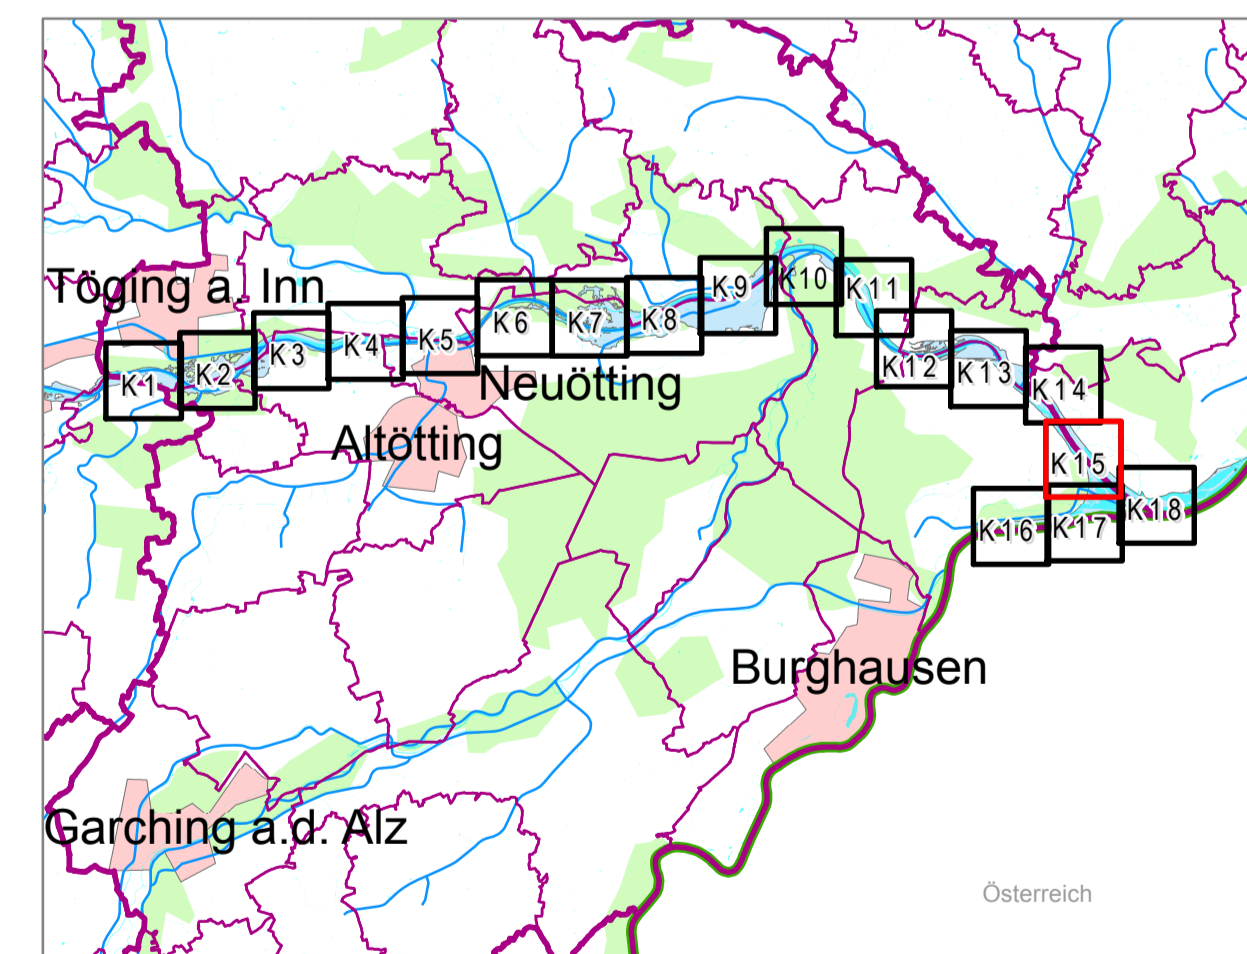 Töging a. Inn
K1
K2
K3
K4
K5
K6
K7
K8
K9
K10
K11
K12
K13
K14
K15
K16
K17
K18
Neuötting
Altötting
Burghausen
Garching a.d. Alz
Österreich